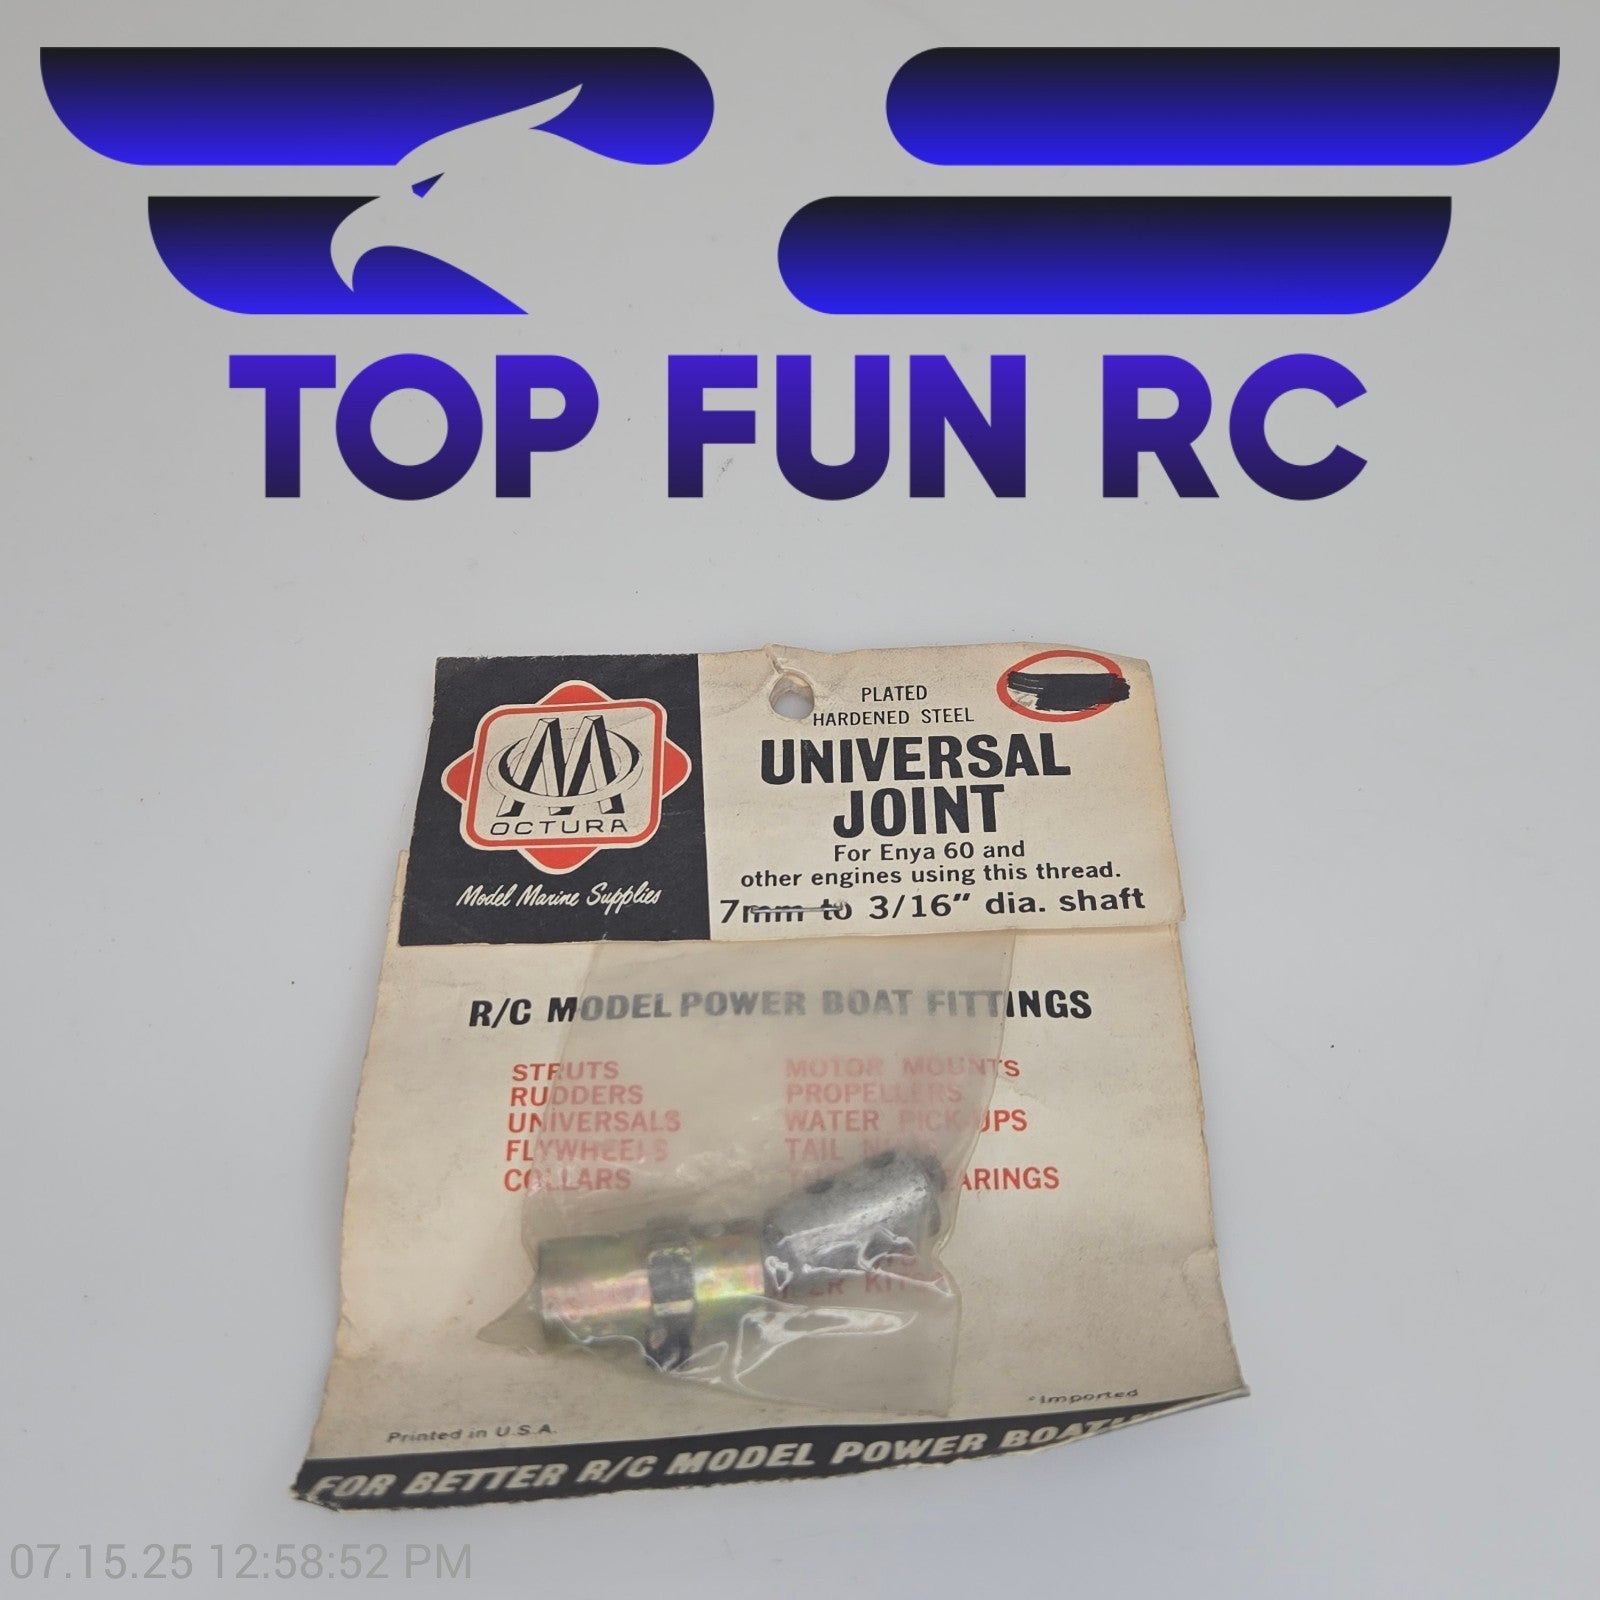 TOP FUN RC
OCTURA
Model Marine Supplies
PLATED
HARDENED STEEL
UNIVERSAL
JOINT
For Enya 60 and
other engines using this thread.
7mm to 3/16" dia. shaft
R/C MODEL POWER BOAT FITTINGS
STRUTS
RUDDERS
UNIVERSALS
FLYWHEELS
COLLARS
MOTOR MOUNTS
PROPELLERS
WATER PICK-UPS
TAIL
Printed in U.S.A.
*Imported
FOR BETTER R/C MODEL POWER
07.15.25 12:58:52 PM